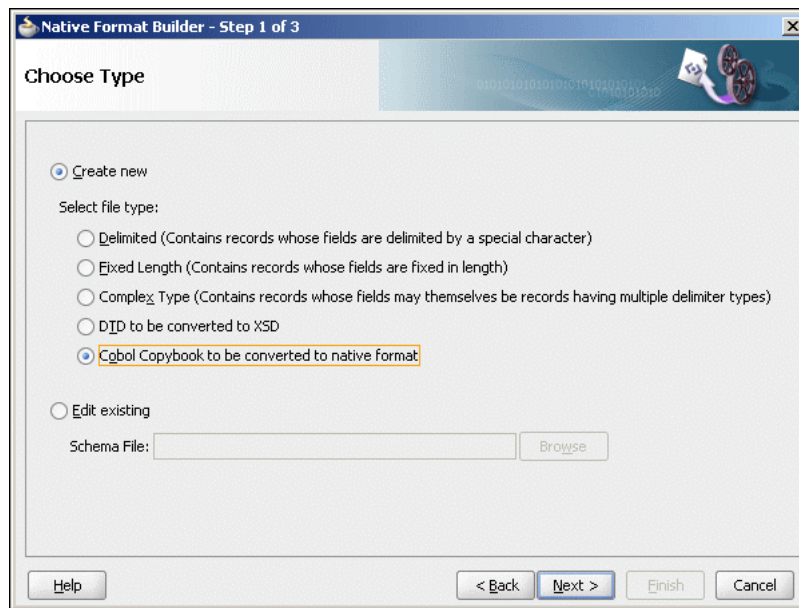 Native Format Builder - Step 1 of 3
Choose Type
Create new
Select file type:
Delimited (Contains records whose fields are delimited by a special character)
Fixed Length (Contains records whose fields are fixed in length)
Complex Type (Contains records whose fields may themselves be records having multiple delimiter types)
DTD to be converted to XSD
Cobol Copybook to be converted to native format
Edit existing
Schema File: Browse
Help < Back Next > Finish Cancel